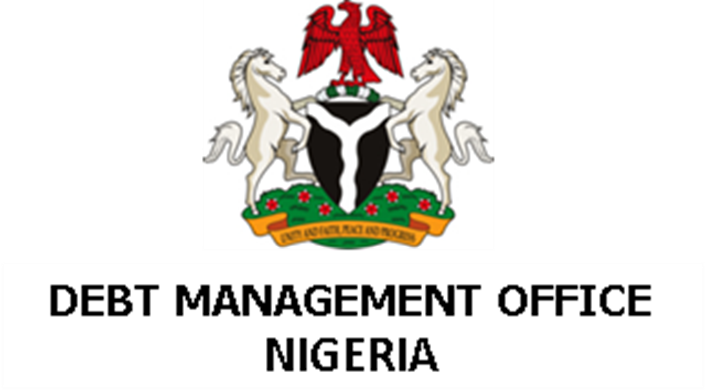 UNITY AND FAITH, PEACE AND PROGRESS
DEBT MANAGEMENT OFFICE
NIGERIA